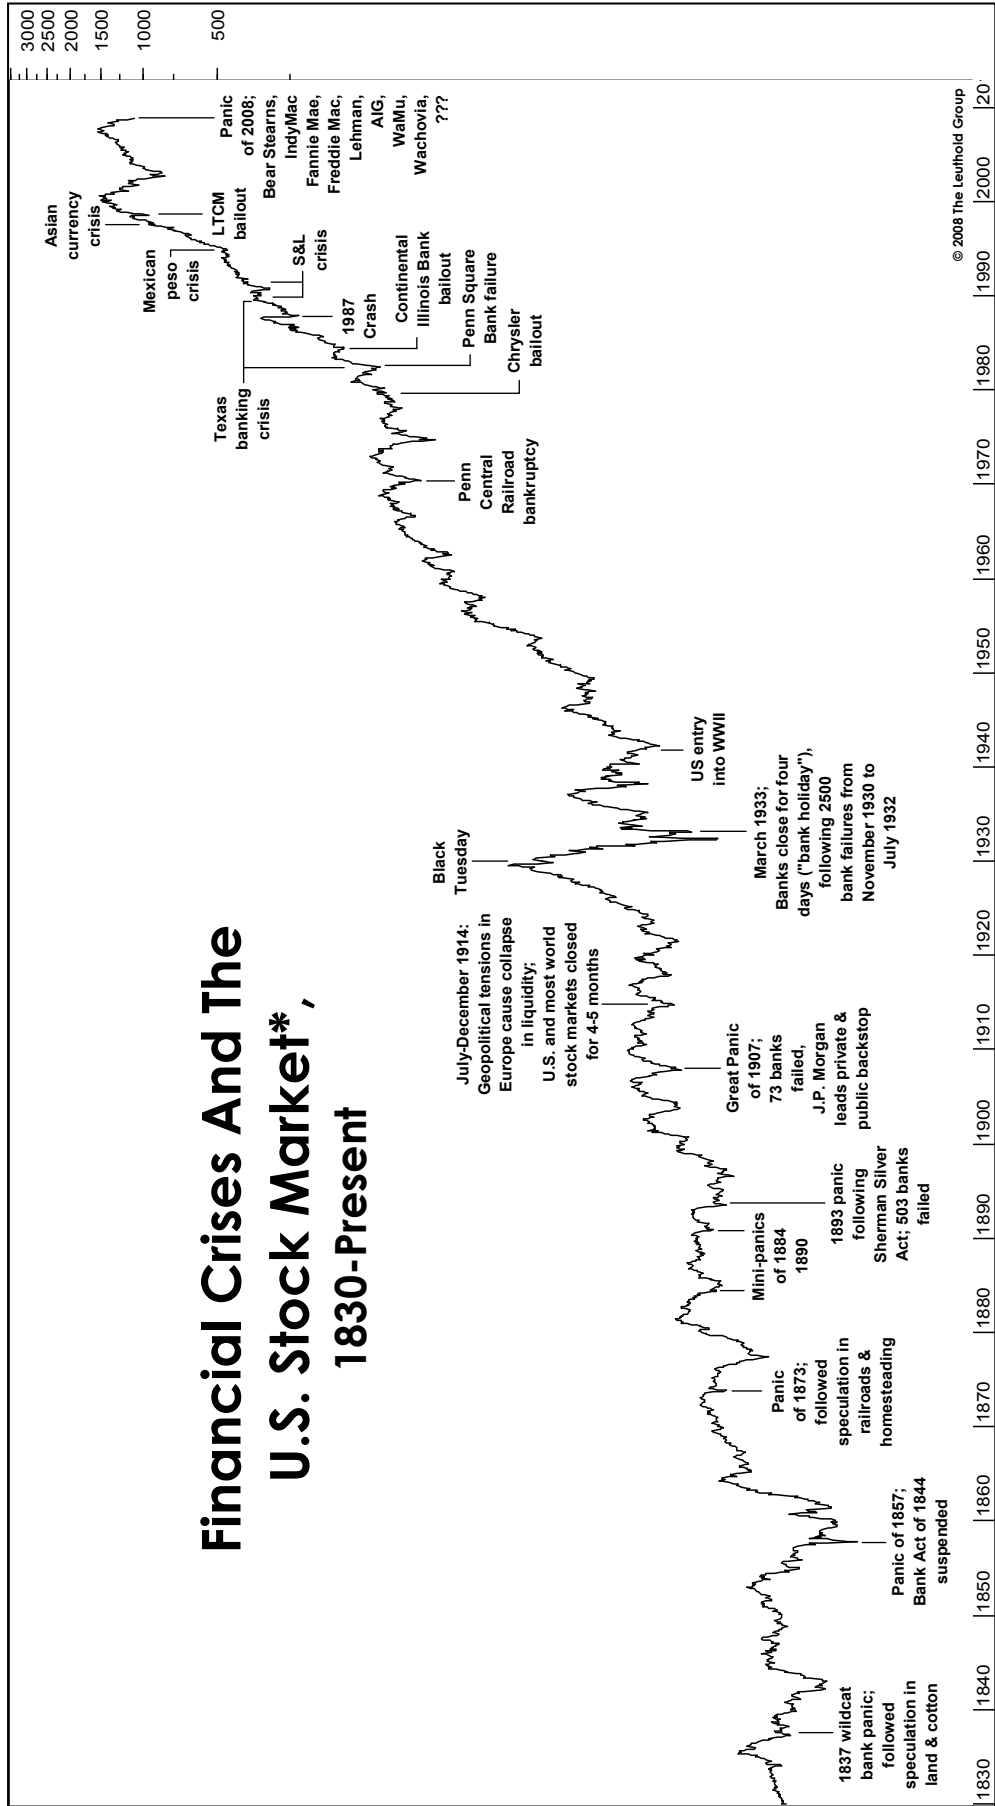 Financial Crises And The
U.S. Stock Market*,
1830-Present
3000
2500
2000
1500
1000
500
1837 wildcat
bank panic;
followed
speculation in
land & cotton
Panic of 1857;
Bank Act of 1844
suspended
Panic
of 1873;
followed
speculation in
railroads &
homesteading
Mini-panics
of 1884
1890
1893 panic
following
Sherman Silver
Act; 503 banks
failed
Great Panic
of 1907;
73 banks
failed,
J.P. Morgan
leads private &
public backstop
July-December 1914:
Geopolitical tensions in
Europe cause collapse
in liquidity;
U.S. and most world
stock markets closed
for 4-5 months
Black
Tuesday
March 1933;
Banks close for four
days ("bank holiday"),
following 2500
bank failures from
November 1930 to
July 1932
US entry
into WWII
Penn
Central
Railroad
bankruptcy
Chrysler
bailout
Penn Square
Bank failure
Continental
Illinois Bank
bailout
Texas
banking
crisis
1987
Crash
S&L
crisis
Mexican
peso
crisis
Asian
currency
crisis
LTCM
bailout
Panic
of 2008;
Bear Stearns,
IndyMac
Fannie Mae,
Freddie Mac,
Lehman,
AIG,
WaMu,
Wachovia,
???
© 2008 The Leuthold Group
1830 1840 1850 1860 1870 1880 1890 1900 1910 1920 1930 1940 1950 1960 1970 1980 1990 2000 20